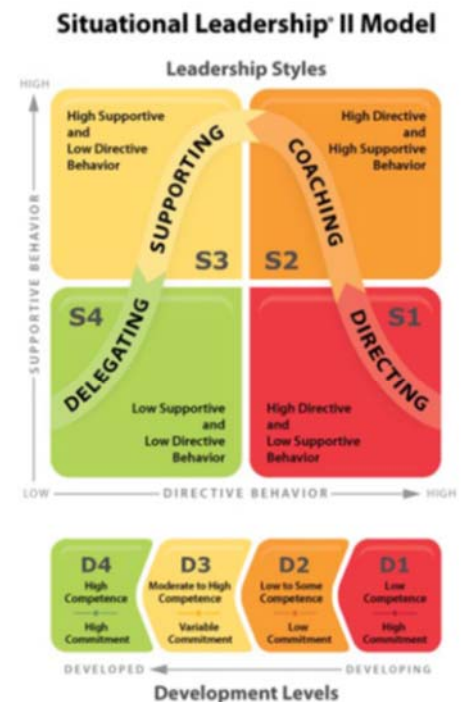 Situational Leadership® II Model
Leadership Styles
HIGH
High Supportive
and
Low Directive
Behavior
High Directive
and
High Supportive
Behavior
SUPPORTING
COACHING
S3
S2
SUPPORTIVE BEHAVIOR
S4
S1
DELEGATING
DIRECTING
Low Supportive
and
Low Directive
Behavior
High Directive
and
Low Supportive
Behavior
LOW
DIRECTIVE BEHAVIOR
HIGH
D4
High
Competence
High
Commitment
D3
Moderate to High
Competence
Variable
Commitment
D2
Low to Some
Competence
Low
Commitment
D1
Low
Competence
High
Commitment
DEVELOPED
DEVELOPING
Development Levels